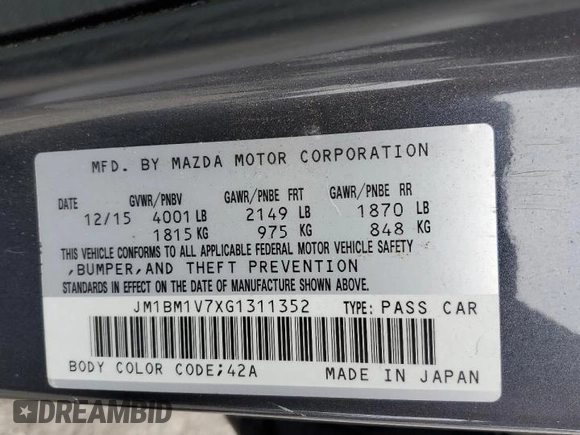 MFD. BY MAZDA MOTOR CORPORATION
DATE GVWR/PNBV GAWR/PNBE FRT GAWR/PNBE RR
12/15 4001 LB 2149 LB 1870 LB
1815 KG 975 KG 848 KG
THIS VEHICLE CONFORMS TO ALL APPLICABLE FEDERAL MOTOR VEHICLE SAFETY
,BUMPER,AND THEFT PREVENTION
STANDARDS IN EFFECT ON THE DATE OF MANUFACTURE SHOWN ABOVE.
JM1BM1V7XG1311352 TYPE: PASS CAR
BODY COLOR CODE;42A MADE IN JAPAN
DREAMBID